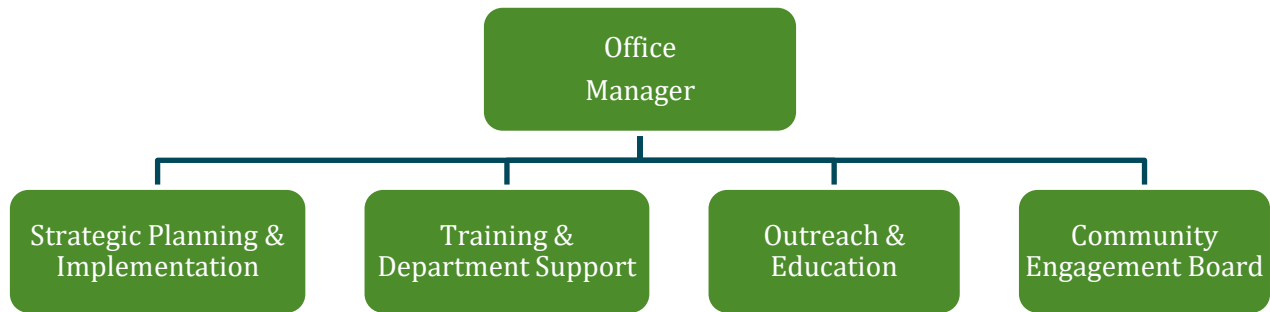 Office
Manager
Strategic Planning &
Implementation
Training &
Department Support
Outreach &
Education
Community
Engagement Board